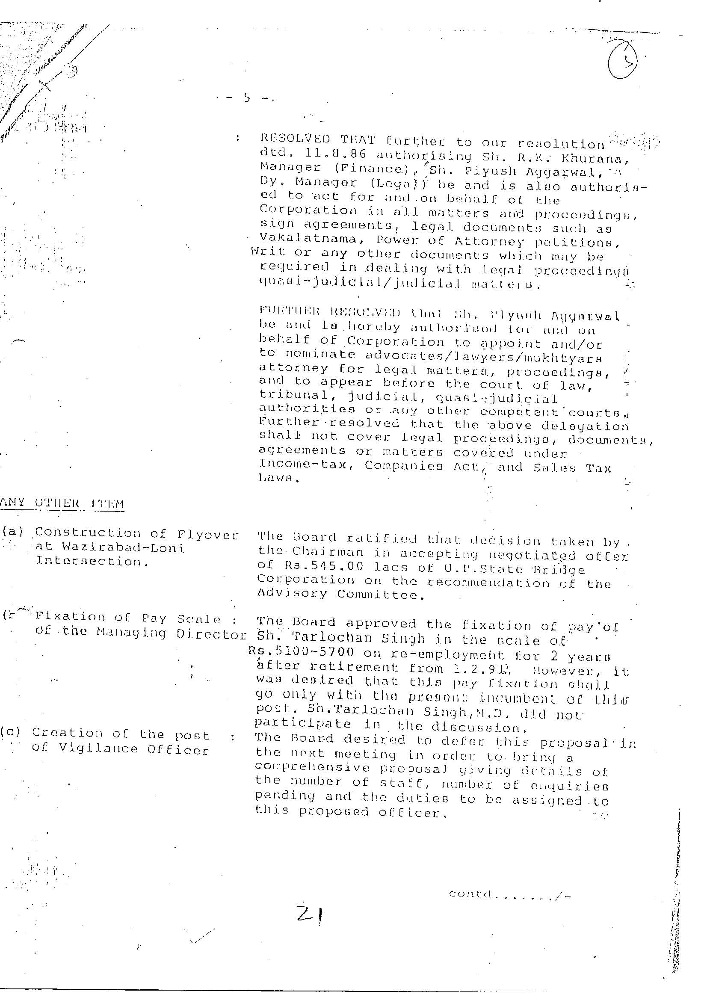 - 5 -.
: RESOLVED THAT further to our resolution
dtd. 11.8.86 authorising Sh. R.K. Khurana,
Manager (Finance), Sh. Piyush Aggarwal,
Dy. Manager (Legal) be and is also authoris-
ed to act for and on behalf of the
Corporation in all matters and proceedings,
sign agreements, legal documents such as
Vakalatnama, Power of Attorney petitions,
Writ or any other documents which may be
required in dealing with legal proceedings
quasi-judicial/judicial matters.
FURTHER RESOLVED that Sh. Piyush Aggarwal
be and is hereby authorised for and on
behalf of Corporation to appoint and/or
to nominate advocates/lawyers/mukhtyars
attorney for legal matters, proceedings,
and to appear before the court of law,
tribunal, judicial, quasi-judicial
authorities or any other competent courts.
Further resolved that the above delegation
shall not cover legal proceedings, documents,
agreements or matters covered under
Income-tax, Companies Act, and Sales Tax
Laws.
ANY OTHER ITEM
(a) Construction of Flyover
at Wazirabad-Loni
Intersection.
The Board ratified that decision taken by
the Chairman in accepting negotiated offer
of Rs.545.00 lacs of U.P.State Bridge
Corporation on the recommendation of the
Advisory Committee.
Fixation of Pay Scale :
of the Managing Director
The Board approved the fixation of pay of
Sh. Tarlochan Singh in the scale of
Rs.5100-5700 on re-employment for 2 years
after retirement from However, it
was desired that this pay fixation shall
go only with the present incumbent of this
post. Sh.Tarlochan Singh,M.D. did not
participate in the discussion.
(c) Creation of the post :
of Vigilance Officer
The Board desired to defer this proposal in
the next meeting in order to bring a
comprehensive proposal giving details of
the number of staff, number of enquiries
pending and the duties to be assigned to
this proposed officer.
contd......./-
21